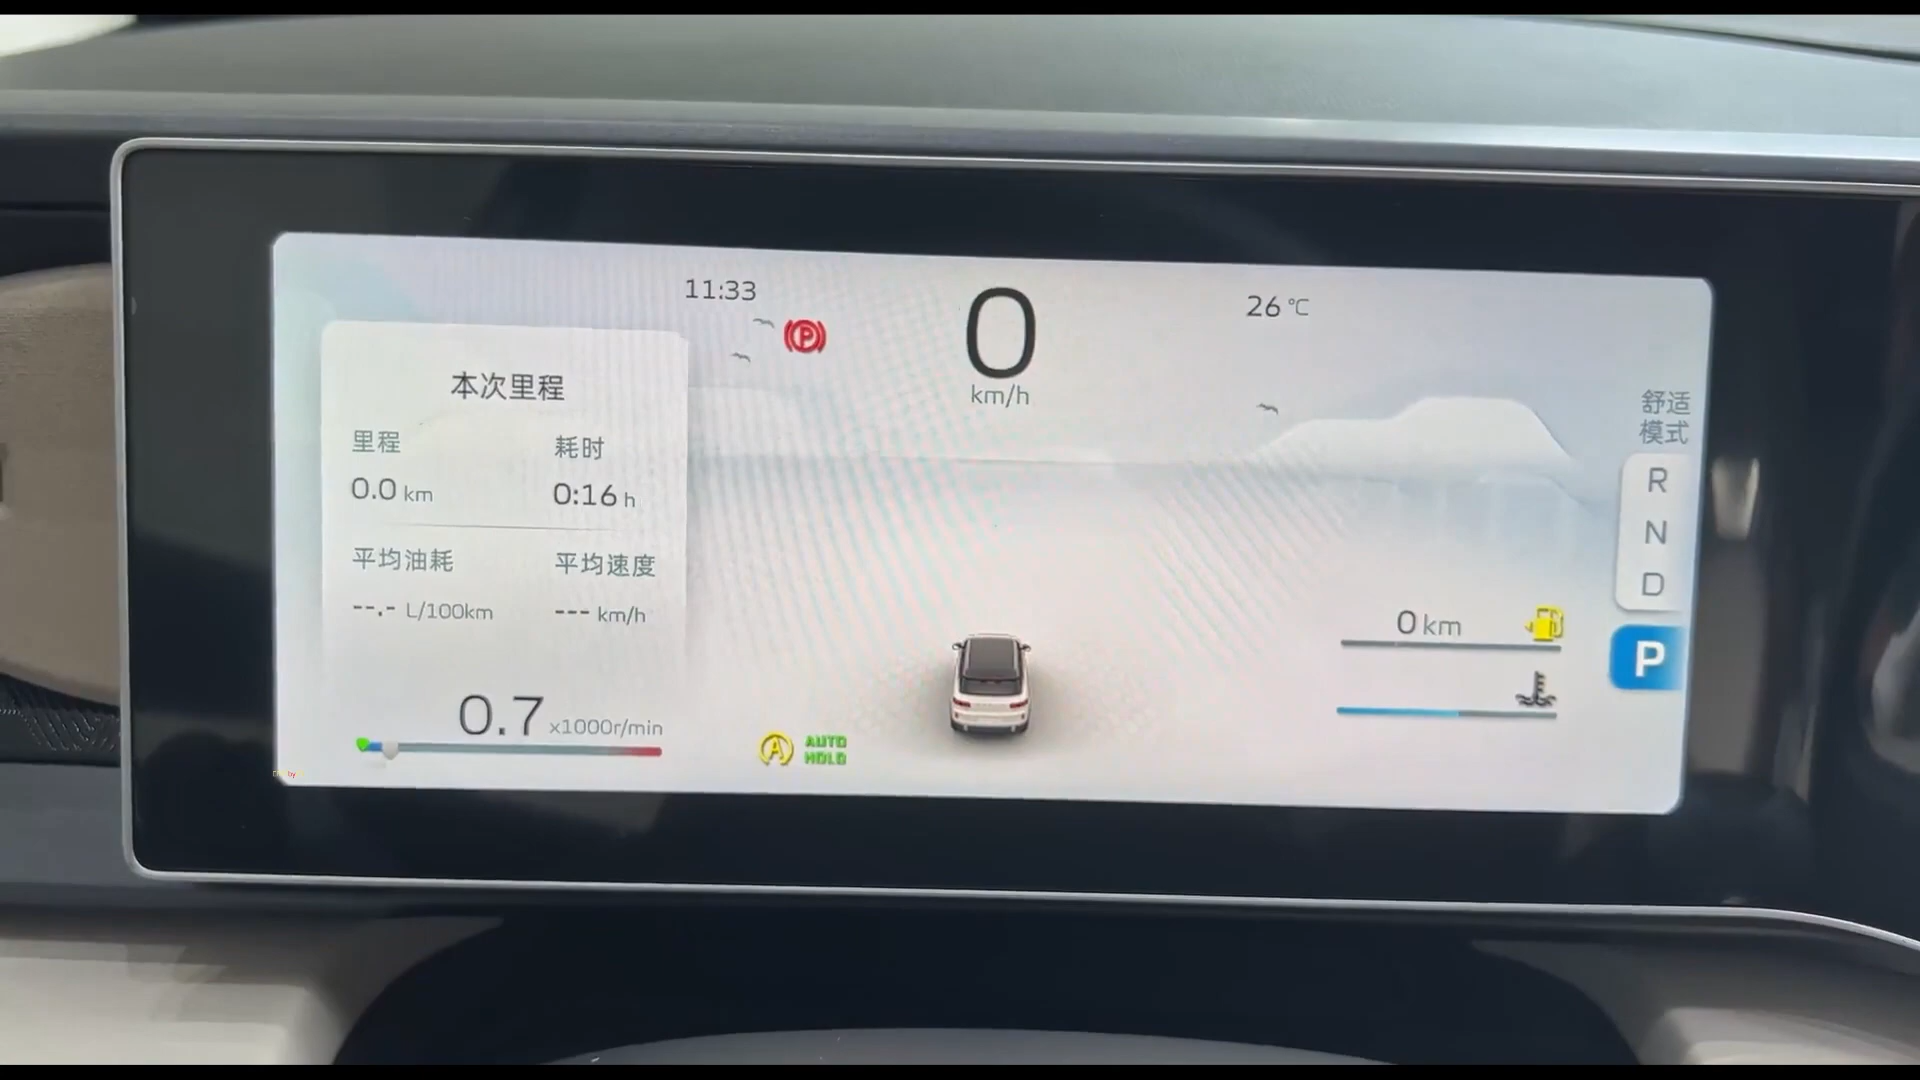 11:33
0
km/h
26 ℃
本次里程
里程
耗时
0.0 km
0:16 h
平均油耗
平均速度
--.- L/100km
--- km/h
0.7 x1000r/min
A
AUTO
HOLD
P
舒适
模式
R
N
D
P
0 km